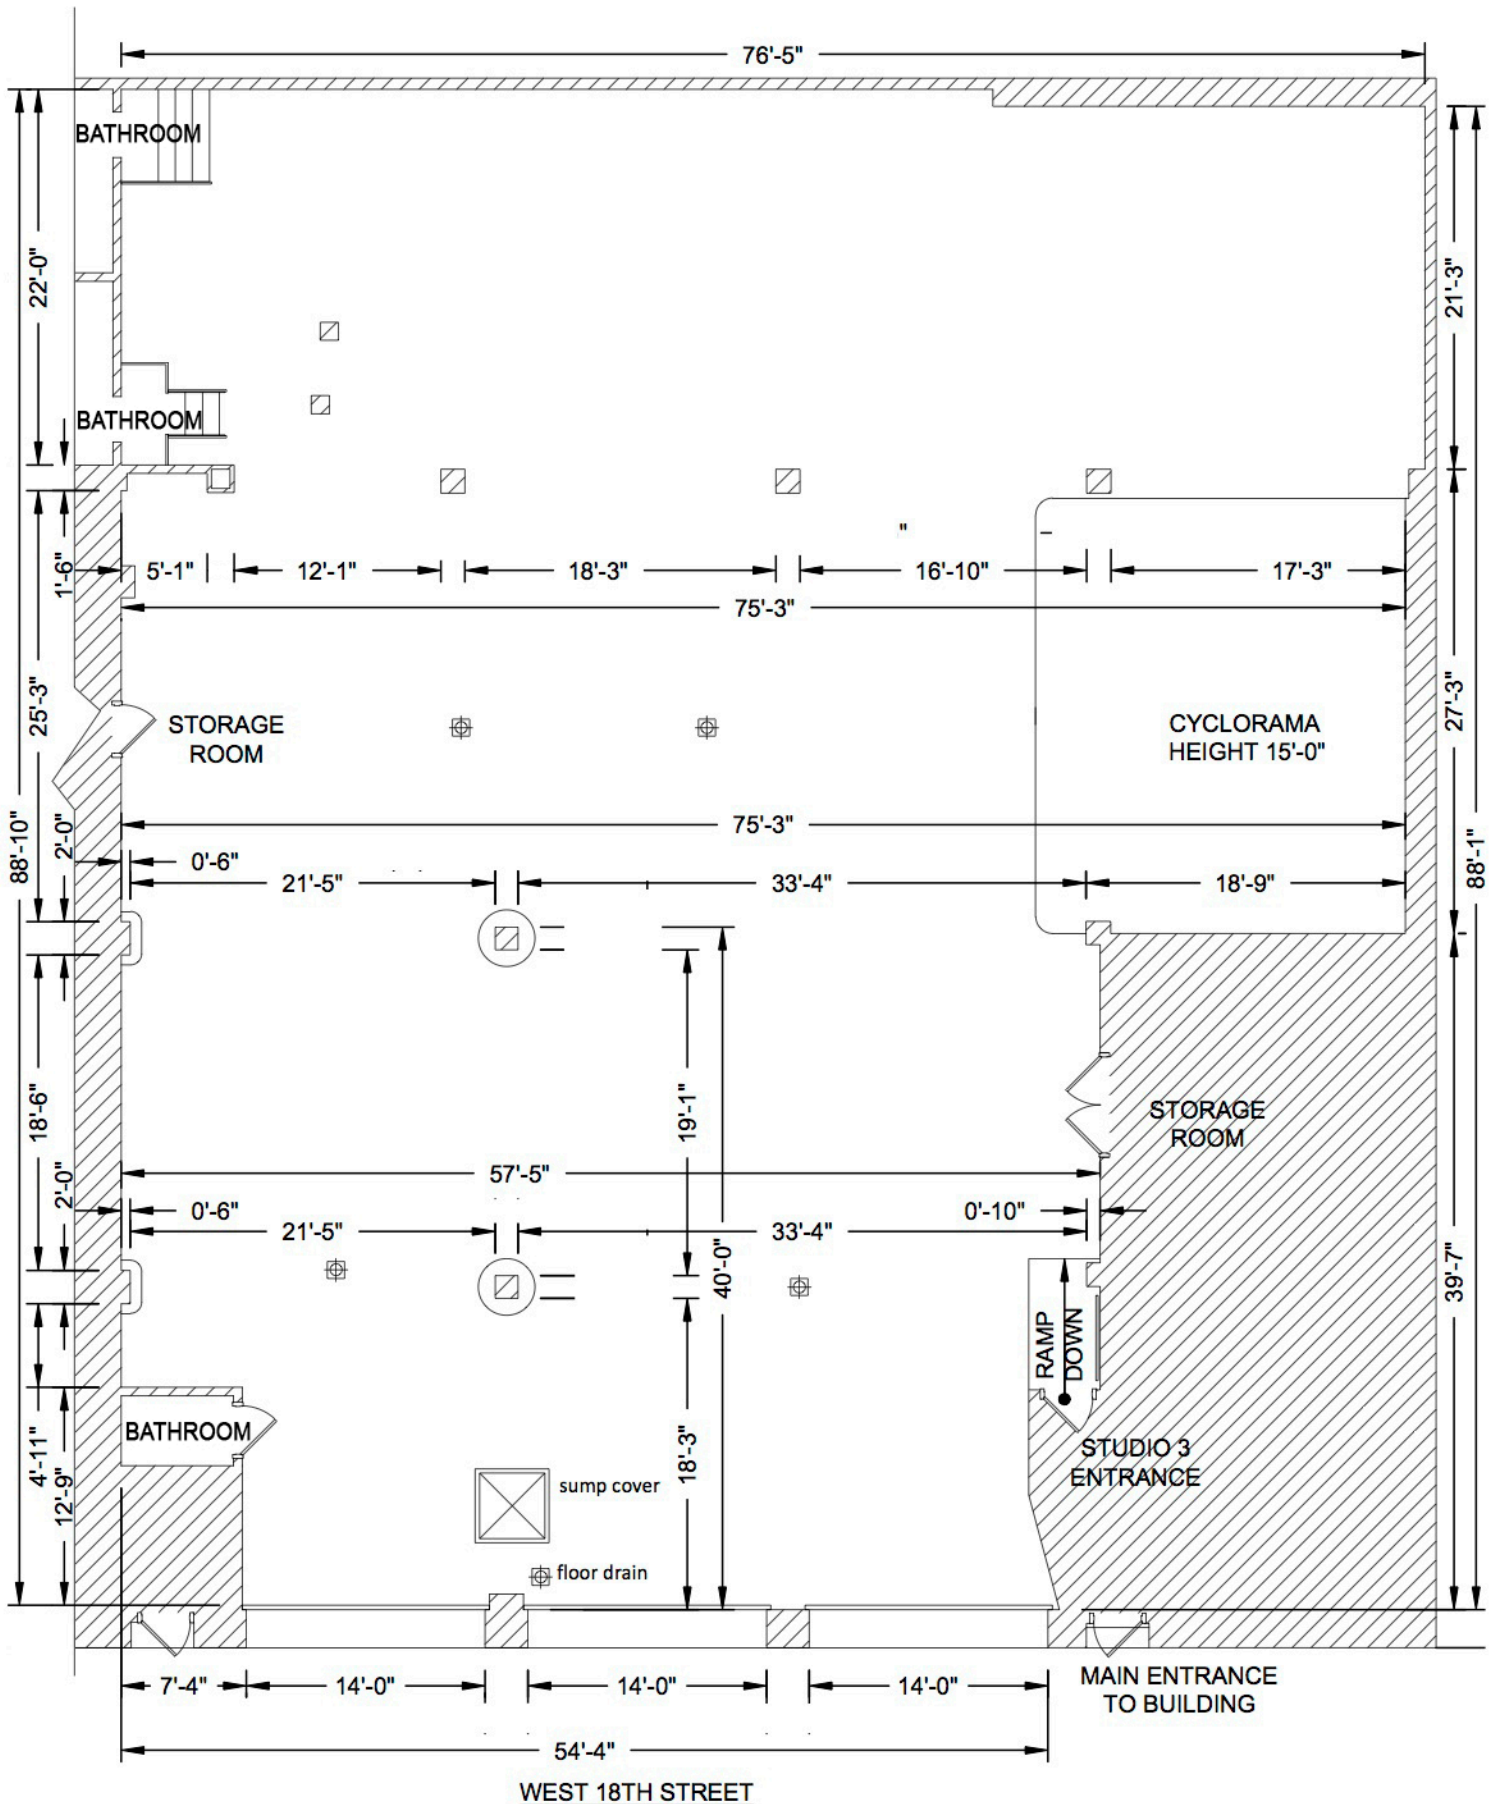 76'-5"
BATHROOM
22'-0"
21'-3"
BATHROOM
"
1'-6"
5'-1"
12'-1"
18'-3"
16'-10"
17'-3"
75'-3"
25'-3"
STORAGE
ROOM
CYCLORAMA
HEIGHT 15'-0"
27'-3"
88'-10"
2'-0"
75'-3"
88'-1"
0'-6"
21'-5"
33'-4"
18'-9"
18'-6"
19'-1"
STORAGE
ROOM
2'-0"
57'-5"
0'-6"
0'-10"
21'-5"
33'-4"
40'-0"
39'-7"
RAMP
DOWN
BATHROOM
4'-11"
12'-9"
18'-3"
STUDIO 3
ENTRANCE
sump cover
floor drain
7'-4"
14'-0"
14'-0"
14'-0"
MAIN ENTRANCE
TO BUILDING
54'-4"
WEST 18TH STREET